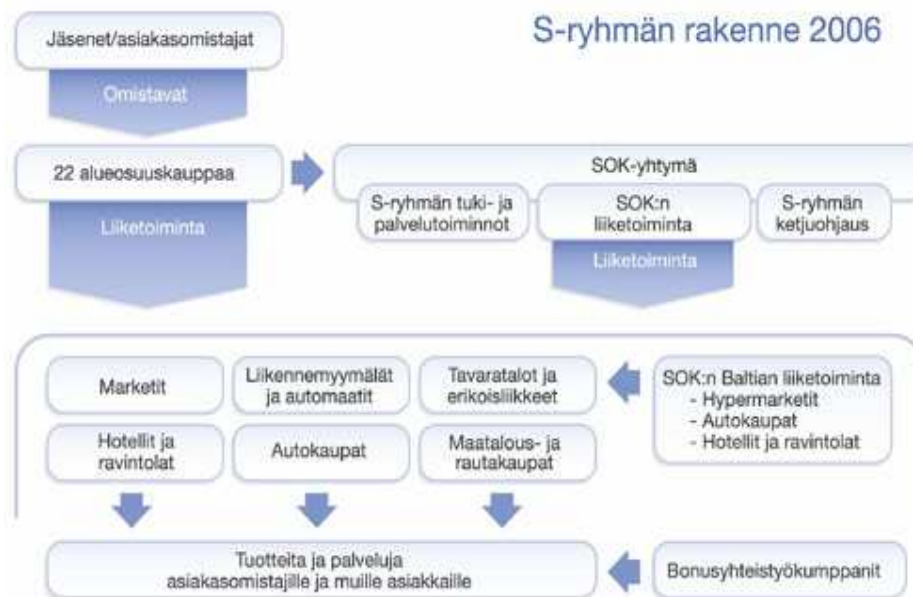 S-ryhmän rakenne 2006
Jäsenet/asiakasomistajat
Omistavat
22 alueosuuskauppaa
Liiketoiminta
SOK-yhtymä
S-ryhmän tuki- ja
palvelutoiminnot
SOK:n
liiketoiminta
S-ryhmän
ketjuohjaus
Liiketoiminta
Marketit
Liikennemyymälät
ja automaatit
Tavaratalot ja
erikoisliikkeet
Hotellit ja
ravintolat
Autokaupat
Maatalous- ja
rautakaupat
SOK:n Baltian liiketoiminta
- Hypermarketit
- Autokaupat
- Hotellit ja ravintolat
Tuotteita ja palveluja
asiakasomistajille ja muille asiakkaille
Bonusyhteistyökumppanit